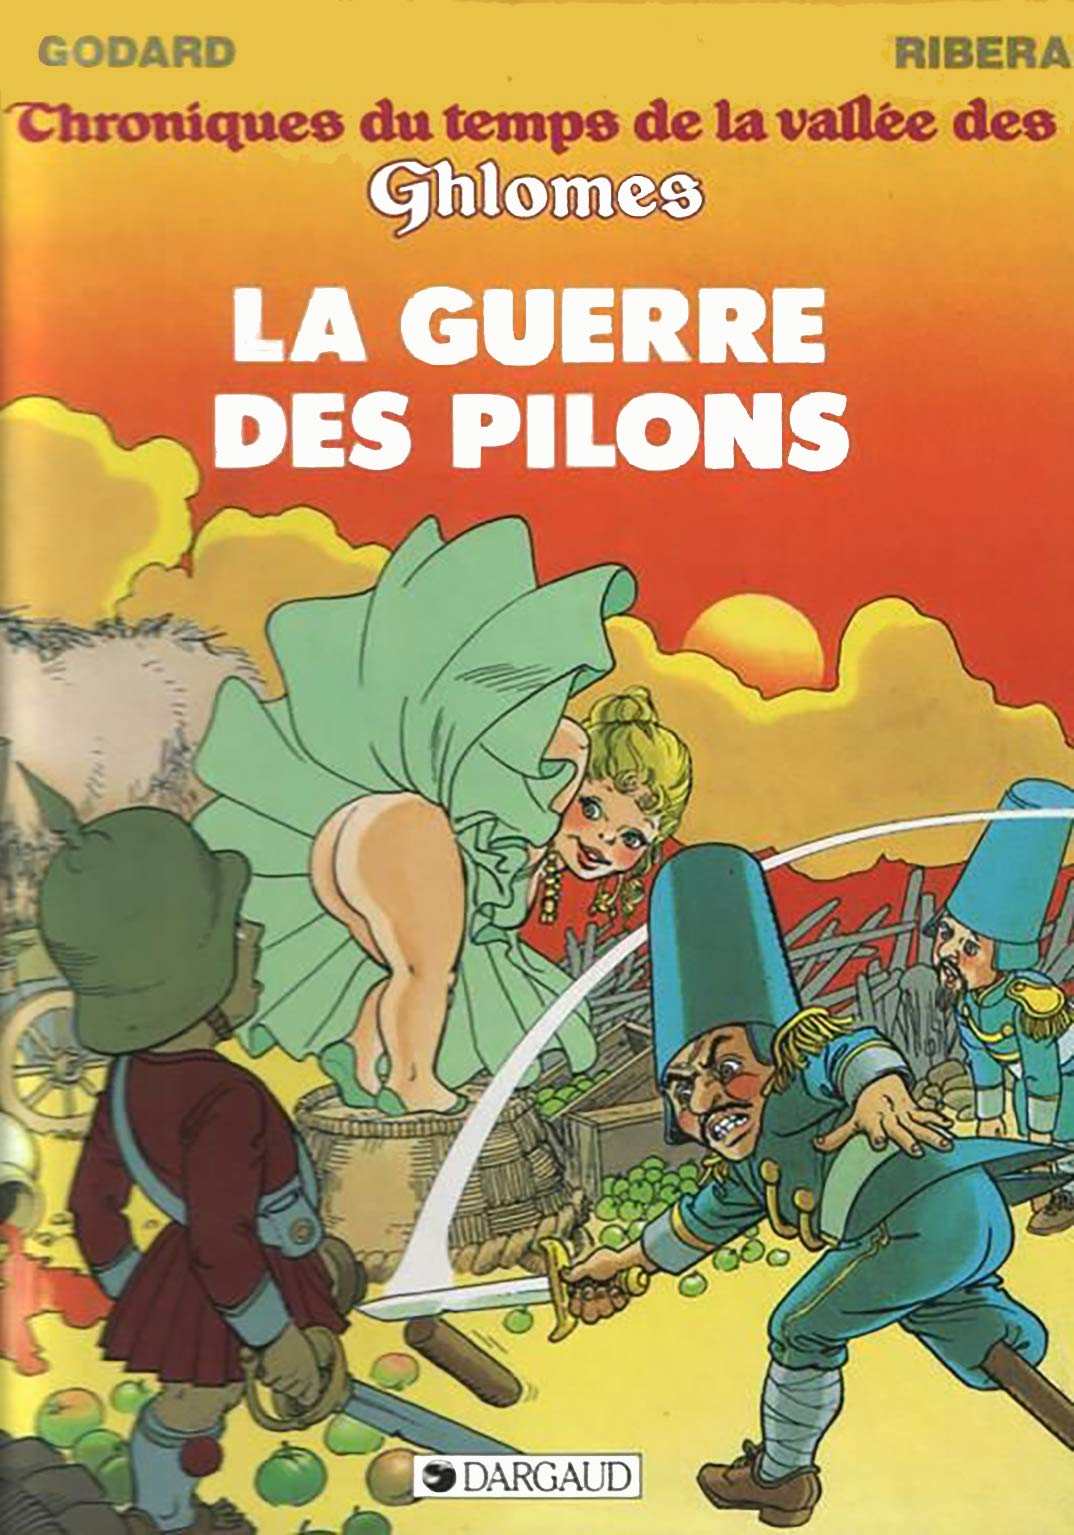 GODARD
RIBERA
Chroniques du temps de la vallée des
Ghlomes
LA GUERRE
DES PILONS
DARGAUD